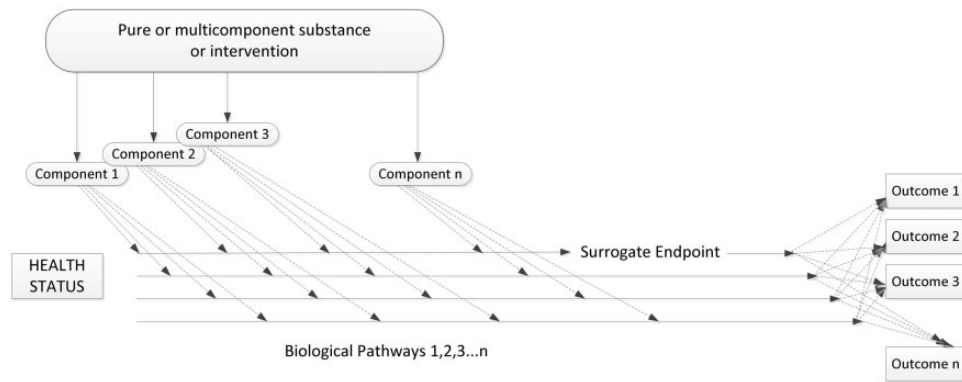 Pure or multicomponent substance
or intervention
Component 3
Component 2
Component 1
Component n
Outcome 1
Outcome 2
Surrogate Endpoint
HEALTH
STATUS
Outcome 3
Biological Pathways 1,2,3...n
Outcome n